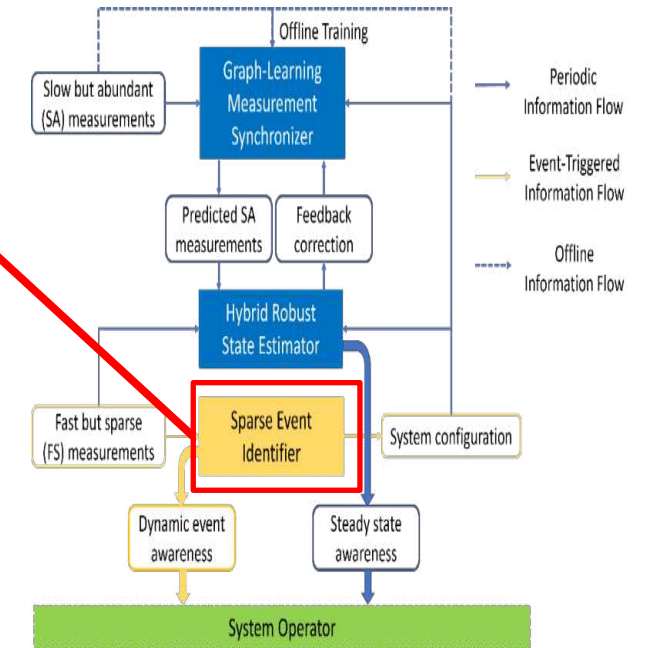 Offline Training
Graph-Learning
Measurement
Synchronizer
Slow but abundant
(SA) measurements
Periodic
Information Flow
Event-Triggered
Information Flow
Offline
Information Flow
Predicted SA
measurements
Feedback
correction
Hybrid Robust
State Estimator
Fast but sparse
(FS) measurements
Sparse Event
Identifier
System configuration
Dynamic event
awareness
Steady state
awareness
System Operator